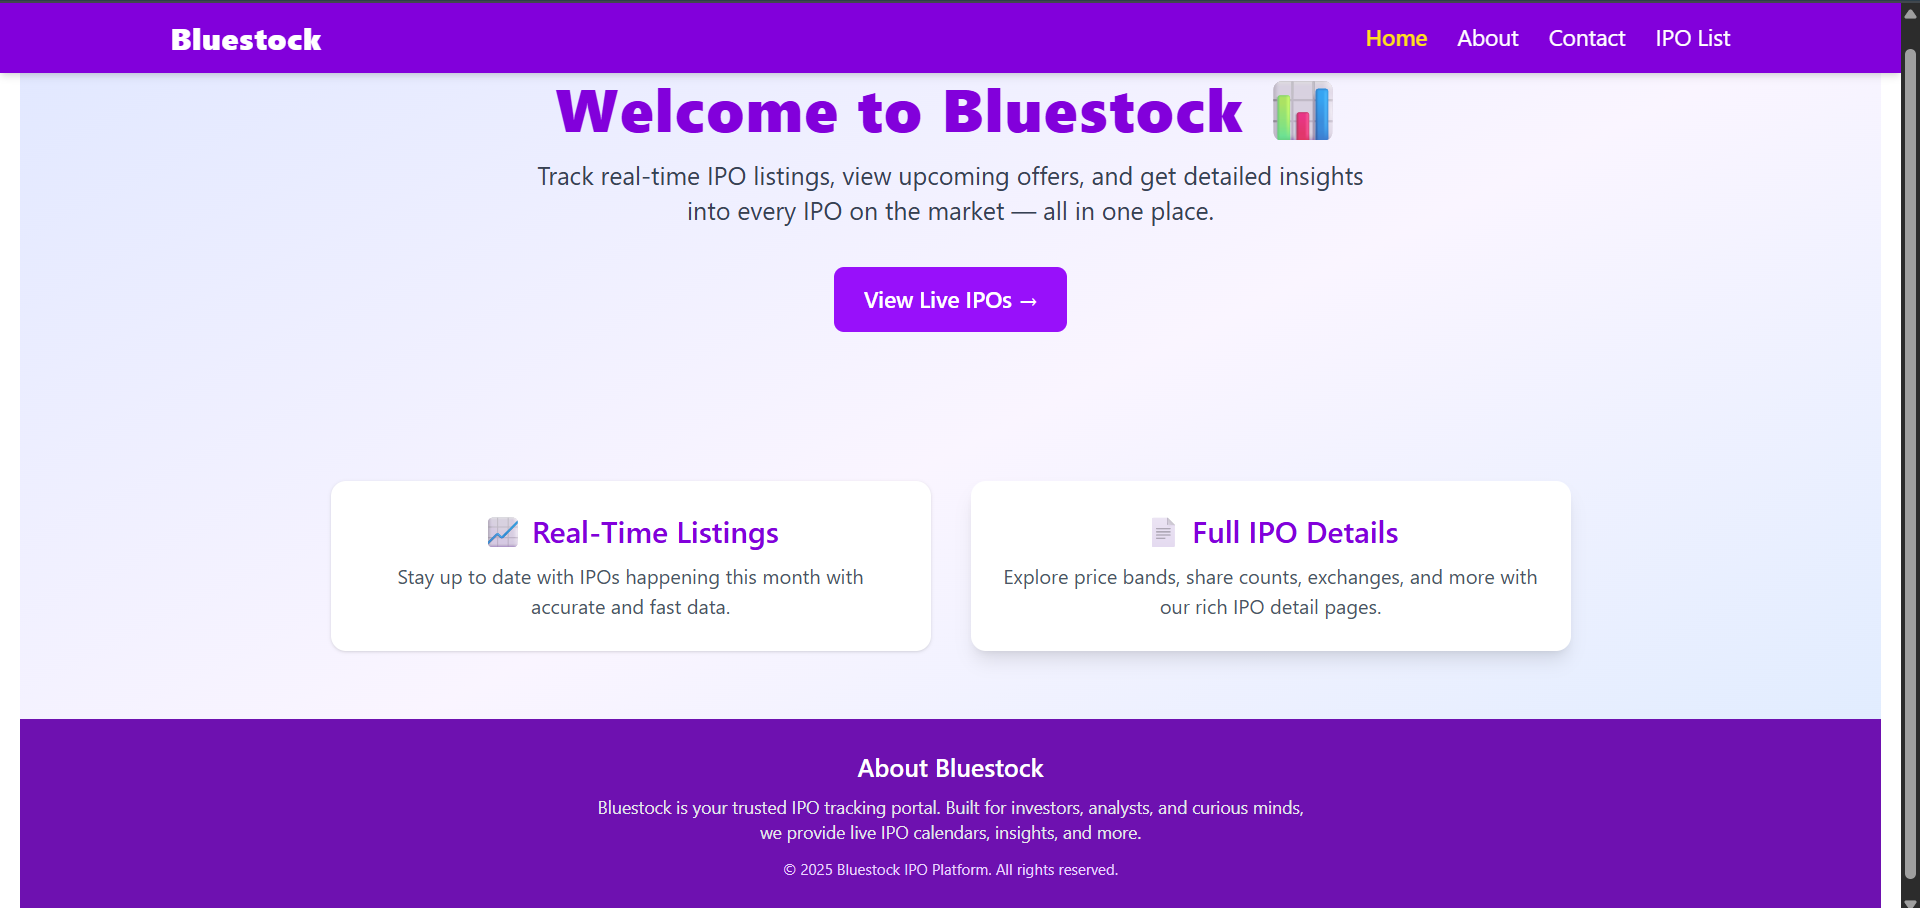 Bluestock
Home About Contact IPO List
Welcome to Bluestock
Track real-time IPO listings, view upcoming offers, and get detailed insights
into every IPO on the market — all in one place.
View Live IPOs →
Real-Time Listings
Stay up to date with IPOs happening this month with
accurate and fast data.
Full IPO Details
Explore price bands, share counts, exchanges, and more with
our rich IPO detail pages.
About Bluestock
Bluestock is your trusted IPO tracking portal. Built for investors, analysts, and curious minds,
we provide live IPO calendars, insights, and more.
© 2025 Bluestock IPO Platform. All rights reserved.